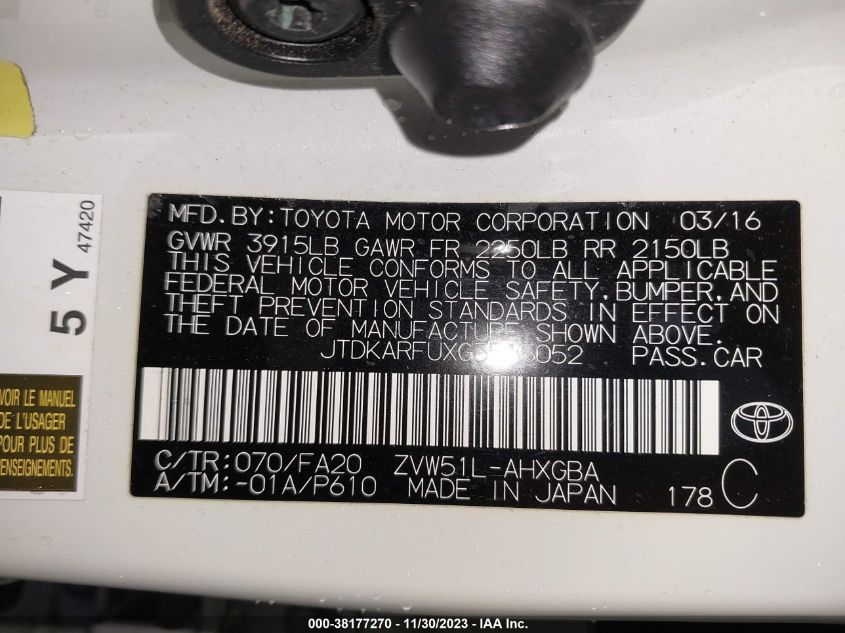 MFD.BY:TOYOTA MOTOR CORPORATION 03/16
GVWR 3915LB GAWR FR 2250LB RR 2150LB
THIS VEHICLE CONFORMS TO ALL APPLICABLE
FEDERAL MOTOR VEHICLE SAFETY,BUMPER,AND
THEFT PREVENTION STANDARDS IN EFFECT ON
THE DATE OF MANUFACTURE SHOWN ABOVE.
PASS.CAR
C/TR:070/FA20 ZVW51L-AHXGBA
A/TM:-01A/P610 MADE IN JAPAN 178 C
5 Y
47420
VOIR LE MANUEL
DE L'USAGER
POUR PLUS DE
000-38177270 - 11/30/2023 - IAA Inc.